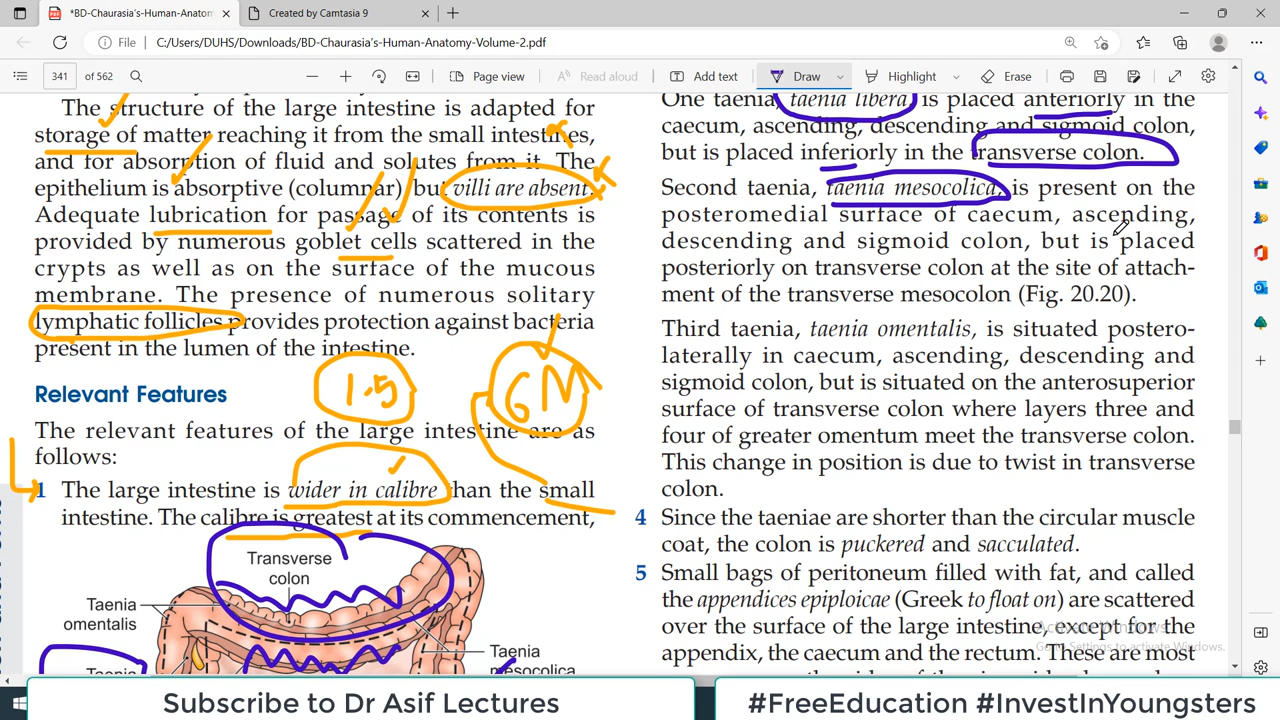 *BD-Chaurasia's-Human-Anatom
Created by Camtasia 9
File
C:/Users/DUHS/Downloads/BD-Chaurasia's-Human-Anatomy-Volume-2.pdf
341 of 562
Page view
Read aloud
Add text
Draw
Highlight
Erase
The structure of the large intestine is adapted for
storage of matter reaching it from the small intestines,
and for absorption of fluid and solutes from it. The
epithelium is absorptive (columnar) but villi are absent.
Adequate lubrication for passage of its contents is
provided by numerous goblet cells scattered in the
crypts as well as on the surface of the mucous
membrane. The presence of numerous solitary
lymphatic follicles provides protection against bacteria
present in the lumen of the intestine.
1.5
6M
Relevant Features
The relevant features of the large intestine are as
follows:
1 The large intestine is wider in calibre than the small
intestine. The calibre is greatest at its commencement,
Transverse
colon
Taenia
omentalis
Taenia
mesocolica
One taenia, taenia libera, is placed anteriorly in the
caecum, ascending, descending and sigmoid colon,
but is placed inferiorly in the transverse colon.
Second taenia, taenia mesocolica, is present on the
posteromedial surface of caecum, ascending,
descending and sigmoid colon, but is placed
posteriorly on transverse colon at the site of attach-
ment of the transverse mesocolon (Fig. 20.20).
Third taenia, taenia omentalis, is situated postero-
laterally in caecum, ascending, descending and
sigmoid colon, but is situated on the anterosuperior
surface of transverse colon where layers three and
four of greater omentum meet the transverse colon.
This change in position is due to twist in transverse
colon.
4 Since the taeniae are shorter than the circular muscle
coat, the colon is puckered and sacculated.
5 Small bags of peritoneum filled with fat, and called
the appendices epiploicae (Greek to float on) are scattered
over the surface of the large intestine, except for the
appendix, the caecum and the rectum. These are most
Activate Windows
Go to Settings to activate Windows.
Subscribe to Dr Asif Lectures
#FreeEducation #InvestInYoungsters